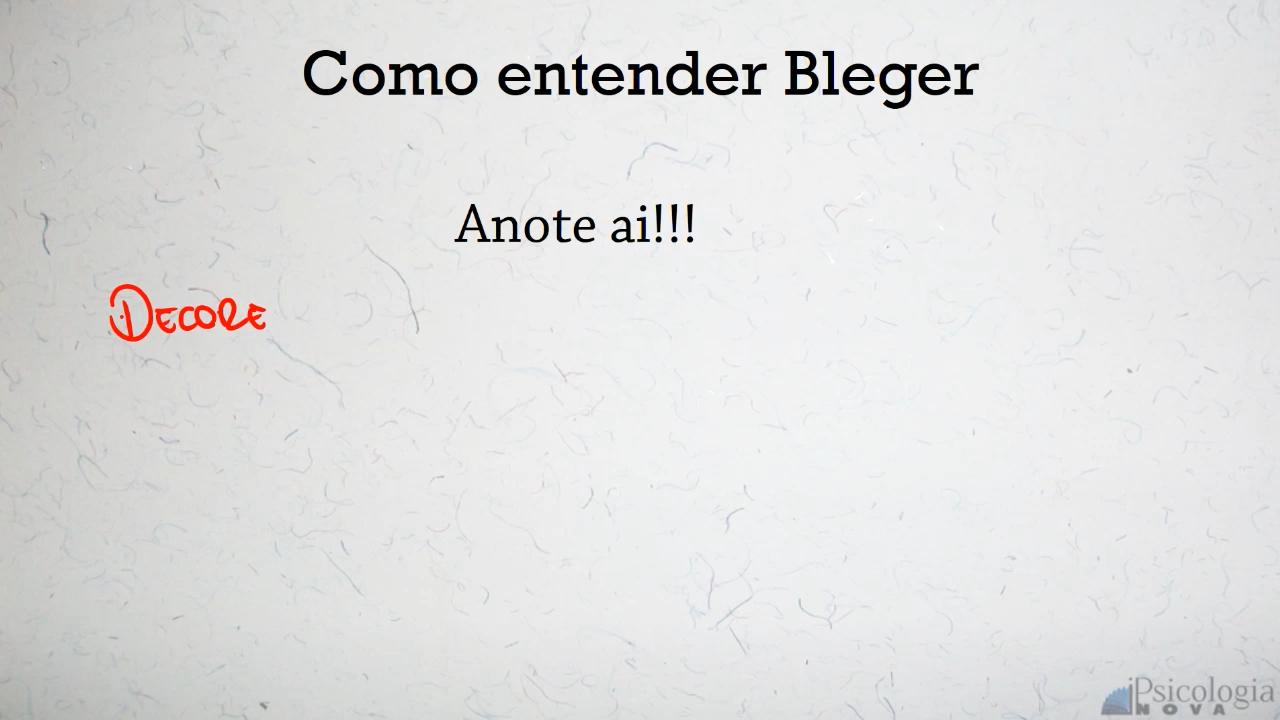 Como entender Bleger
Anote ai!!!
DECORE
Psicologia
NOVA